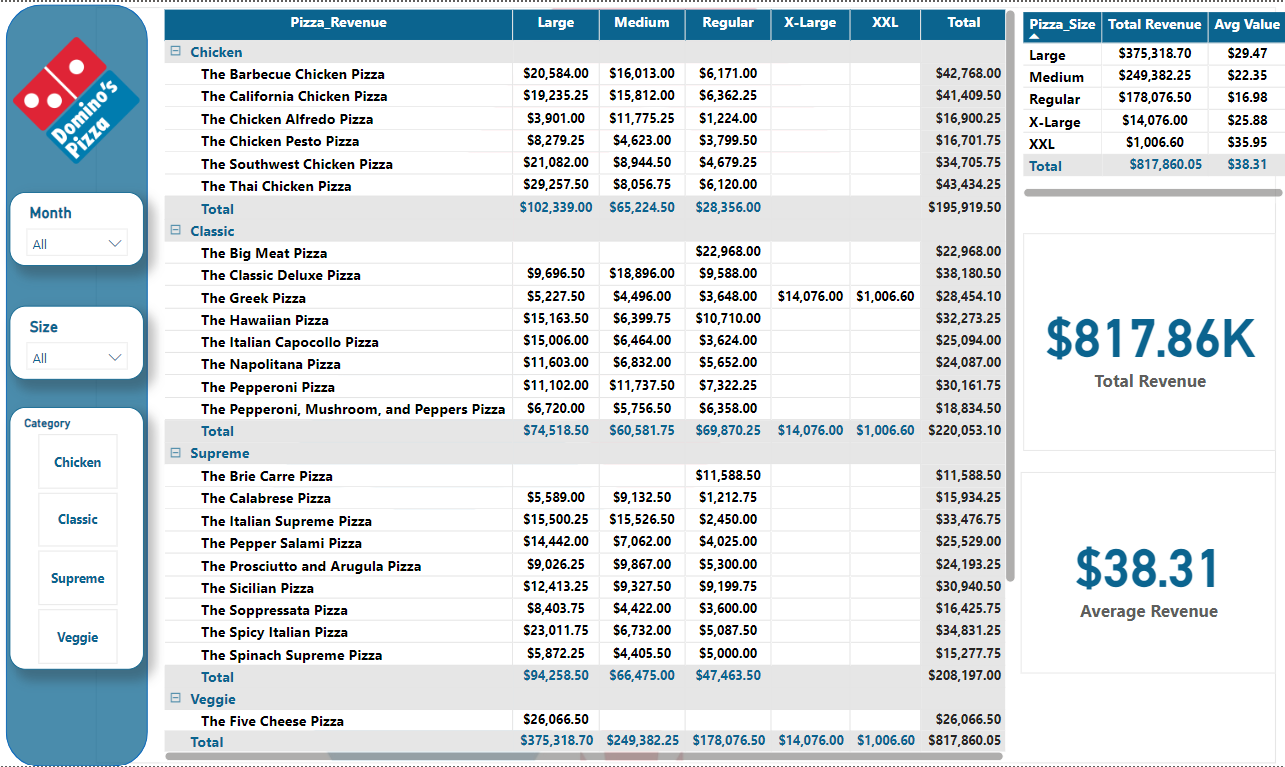 Domino's
Pizza
Month
All
Size
All
Category
Chicken
Classic
Supreme
Veggie
Pizza_Revenue Large Medium Regular X-Large XXL Total
Chicken
The Barbecue Chicken Pizza $20,584.00 $16,013.00 $6,171.00 $42,768.00
The California Chicken Pizza $19,235.25 $15,812.00 $6,362.25 $41,409.50
The Chicken Alfredo Pizza $3,901.00 $11,775.25 $1,224.00 $16,900.25
The Chicken Pesto Pizza $8,279.25 $4,623.00 $3,799.50 $16,701.75
The Southwest Chicken Pizza $21,082.00 $8,944.50 $4,679.25 $34,705.75
The Thai Chicken Pizza $29,257.50 $8,056.75 $6,120.00 $43,434.25
Total $102,339.00 $65,224.50 $28,356.00 $195,919.50
Classic
The Big Meat Pizza $22,968.00 $22,968.00
The Classic Deluxe Pizza $9,696.50 $18,896.00 $9,588.00 $38,180.50
The Greek Pizza $5,227.50 $4,496.00 $3,648.00 $14,076.00 $1,006.60 $28,454.10
The Hawaiian Pizza $15,163.50 $6,399.75 $10,710.00 $32,273.25
The Italian Capocollo Pizza $15,006.00 $6,464.00 $3,624.00 $25,094.00
The Napolitana Pizza $11,603.00 $6,832.00 $5,652.00 $24,087.00
The Pepperoni Pizza $11,102.00 $11,737.50 $7,322.25 $30,161.75
The Pepperoni, Mushroom, and Peppers Pizza $6,720.00 $5,756.50 $6,358.00 $18,834.50
Total $74,518.50 $60,581.75 $69,870.25 $14,076.00 $1,006.60 $220,053.10
Supreme
The Brie Carre Pizza $11,588.50 $11,588.50
The Calabrese Pizza $5,589.00 $9,132.50 $1,212.75 $15,934.25
The Italian Supreme Pizza $15,500.25 $15,526.50 $2,450.00 $33,476.75
The Pepper Salami Pizza $14,442.00 $7,062.00 $4,025.00 $25,529.00
The Prosciutto and Arugula Pizza $9,026.25 $9,867.00 $5,300.00 $24,193.25
The Sicilian Pizza $12,413.25 $9,327.50 $9,199.75 $30,940.50
The Soppressata Pizza $8,403.75 $4,422.00 $3,600.00 $16,425.75
The Spicy Italian Pizza $23,011.75 $6,732.00 $5,087.50 $34,831.25
The Spinach Supreme Pizza $5,872.25 $4,405.50 $5,000.00 $15,277.75
Total $94,258.50 $66,475.00 $47,463.50 $208,197.00
Veggie
The Five Cheese Pizza $26,066.50 $26,066.50
Total $375,318.70 $249,382.25 $178,076.50 $14,076.00 $1,006.60 $817,860.05
Pizza_Size Total Revenue Avg Value
Large $375,318.70 $29.47
Medium $249,382.25 $22.35
Regular $178,076.50 $16.98
X-Large $14,076.00 $25.88
XXL $1,006.60 $35.95
Total $817,860.05 $38.31
$817.86K
Total Revenue
$38.31
Average Revenue